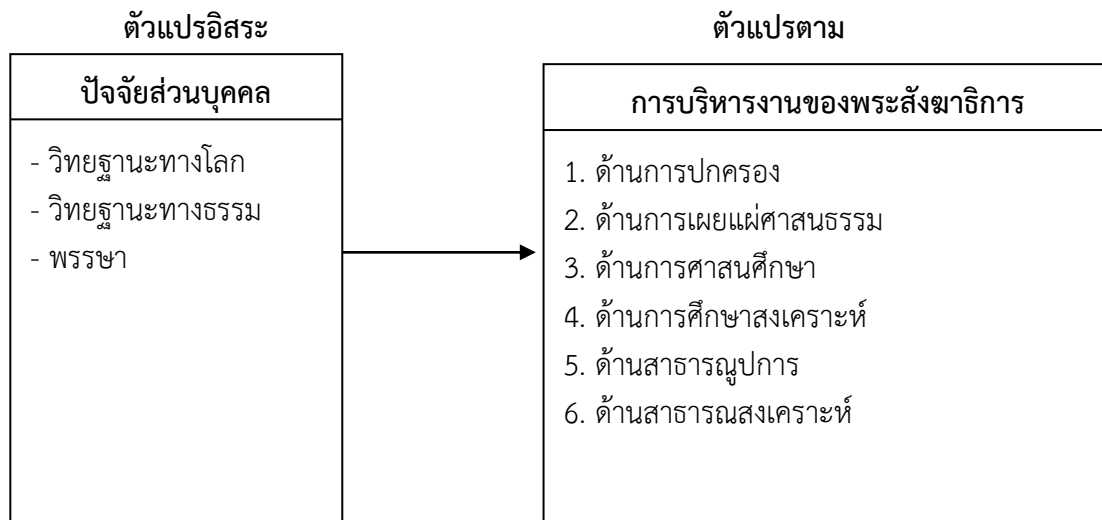 ตัวแปรอิสระ
ตัวแปรตาม
ปัจจัยส่วนบุคคล
- วิทยฐานะทางโลก
- วิทยฐานะทางธรรม
- พรรษา
การบริหารงานของพระสังฆาธิการ
1. ด้านการปกครอง
2. ด้านการเผยแผ่ศาสนธรรม
3. ด้านการศาสนศึกษา
4. ด้านการศึกษาสงเคราะห์
5. ด้านสาธารณูปการ
6. ด้านสาธารณสงเคราะห์